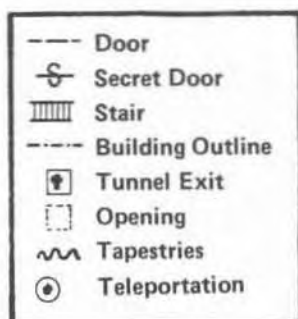 Door
Secret Door
Stair
Building Outline
Tunnel Exit
Opening
Tapestries
Teleportation